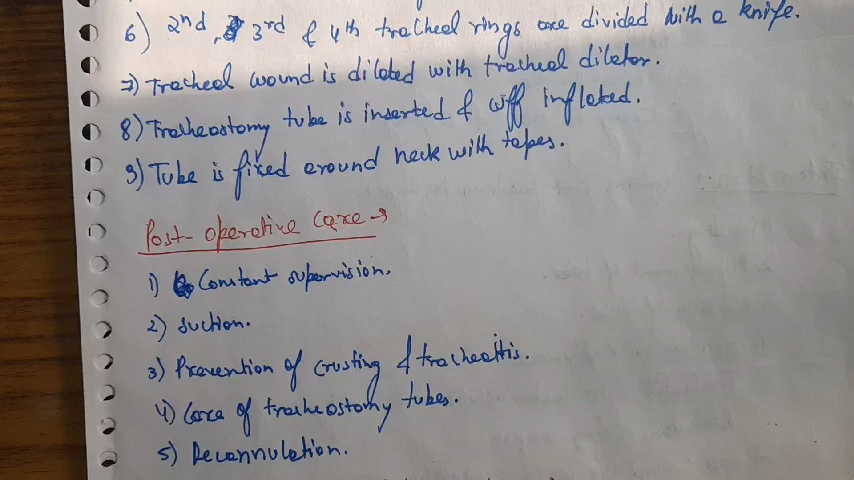 6) 2nd, 3rd & 4th tracheal rings are divided with a knife.
7) Tracheal wound is dilated with tracheal dilator.
8) Tracheostomy tube is inserted & cuff inflated.
9) Tube is fixed around neck with tapes.
Post-operative care →
1) Constant supervision.
2) Suction.
3) Prevention of crusting & tracheitis.
4) Care of tracheostomy tubes.
5) Decannulation.